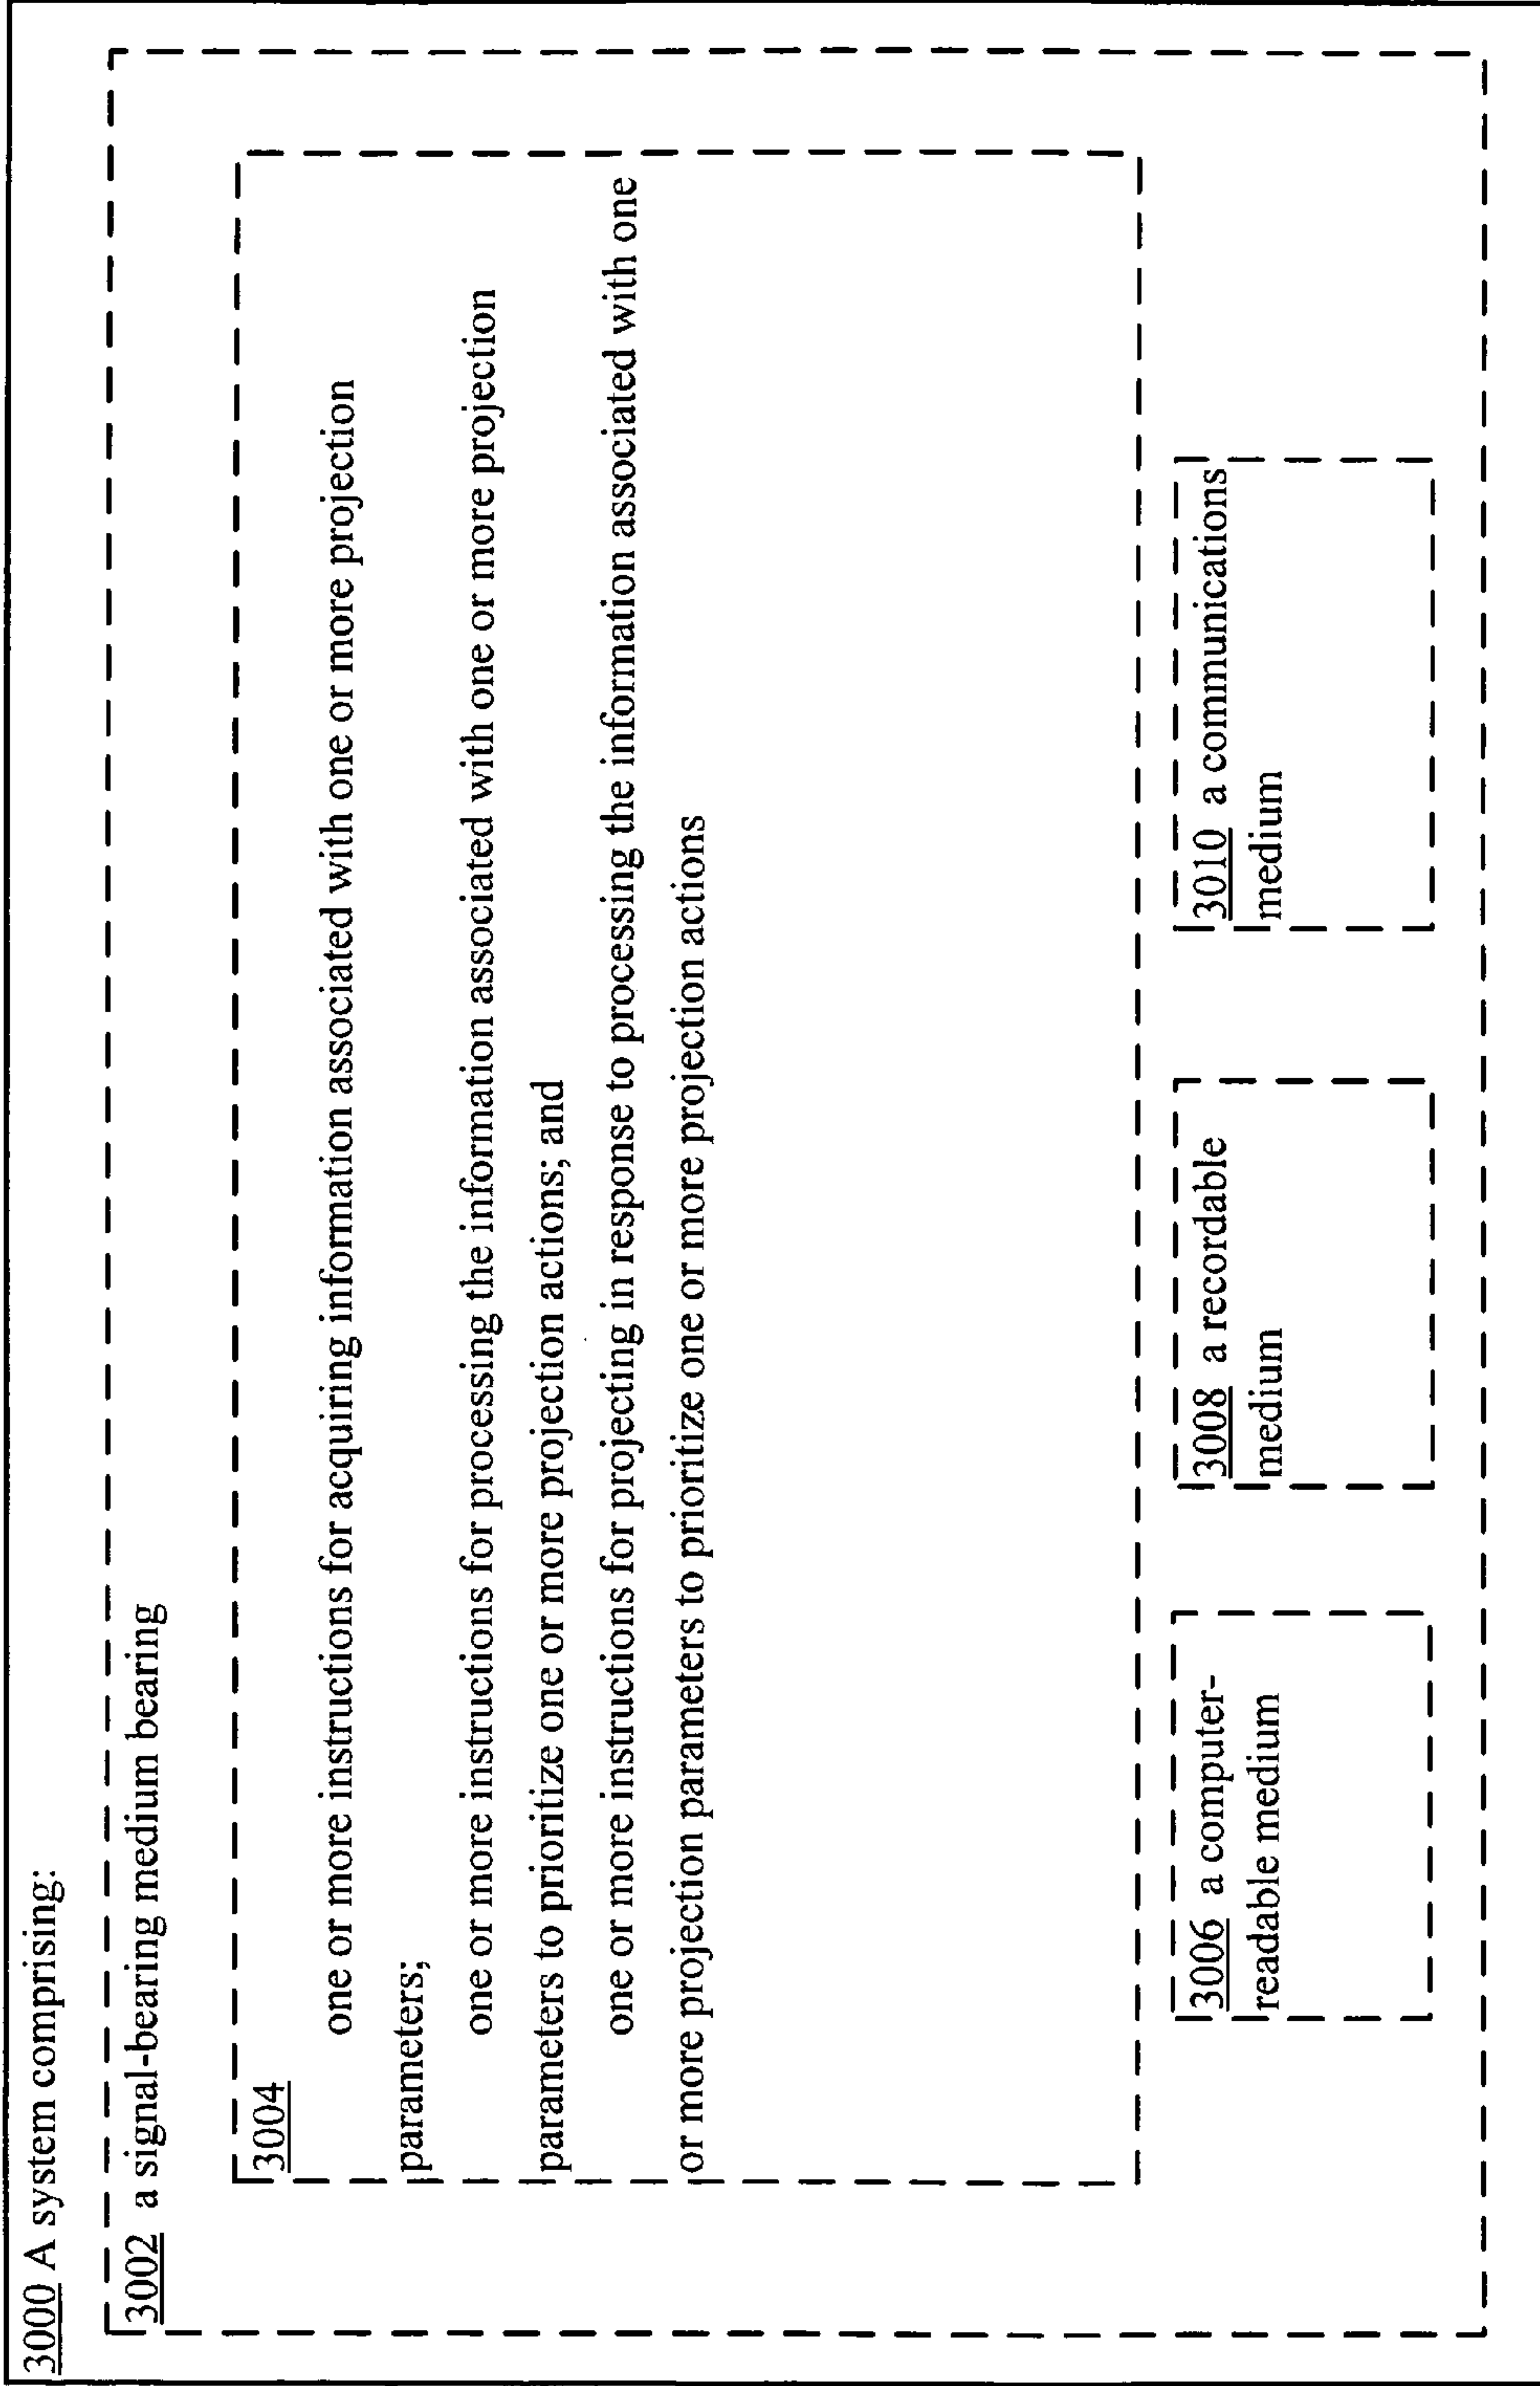 3000 A system comprising:
3002 a signal-bearing medium bearing
3004
one or more instructions for acquiring information associated with one or more projection
parameters;
one or more instructions for processing the information associated with one or more projection
parameters to prioritize one or more projection actions; and
one or more instructions for projecting in response to processing the information associated with one
or more projection parameters to prioritize one or more projection actions
3006 a computer-
readable medium
3008 a recordable
medium
3010 a communications
medium